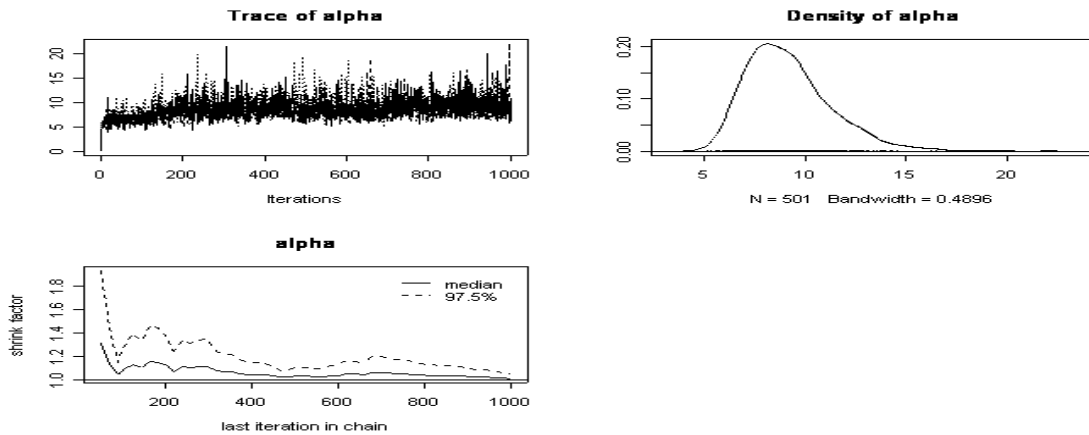 Trace of alpha
20
15
10
5
0
0 200 400 600 800 1000
Iterations
Density of alpha
0.20
0.10
0.00
5 10 15 20
N = 501 Bandwidth = 0.4896
alpha
shrink factor
1.8
1.6
1.4
1.2
1.0
median
97.5%
200 400 600 800 1000
last iteration in chain